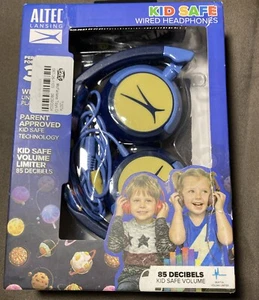 ALTEC
LANSING
KID SAFE
WIRED HEADPHONES
PARENT
APPROVED
KID SAFE
TECHNOLOGY
KID SAFE
VOLUME
LIMITER
85 DECIBELS
85 DECIBELS
KID SAFE VOLUME